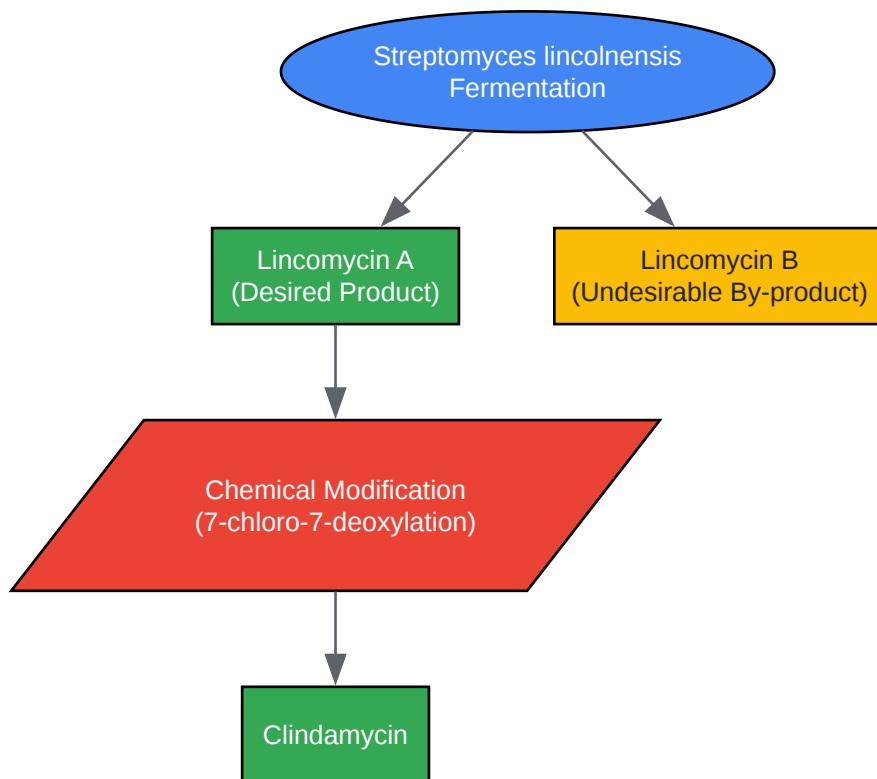 Streptomyces lincolnensis
Fermentation
Lincomycin A
(Desired Product)
Lincomycin B
(Undesirable By-product)
Chemical Modification
(7-chloro-7-deoxylation)
Clindamycin